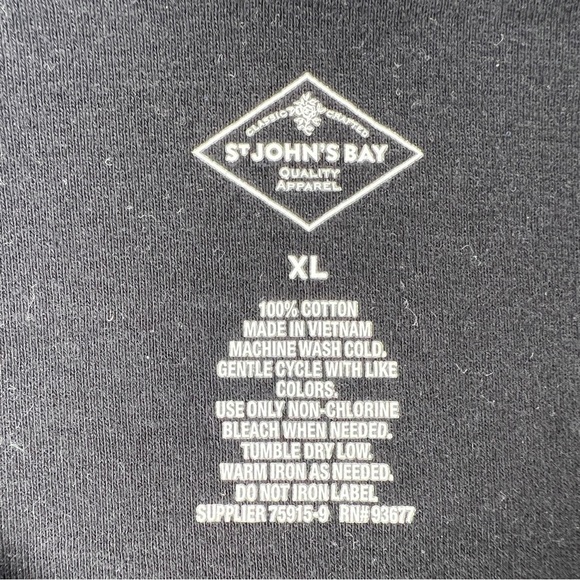 CLASSIC CRAFTED
ST JOHN'S BAY
QUALITY
APPAREL
XL
100% COTTON
MADE IN VIETNAM
MACHINE WASH COLD.
GENTLE CYCLE WITH LIKE
COLORS.
USE ONLY NON-CHLORINE
BLEACH WHEN NEEDED.
TUMBLE DRY LOW.
WARM IRON AS NEEDED.
DO NOT IRON LABEL
SUPPLIER 75915-9 RN# 93677